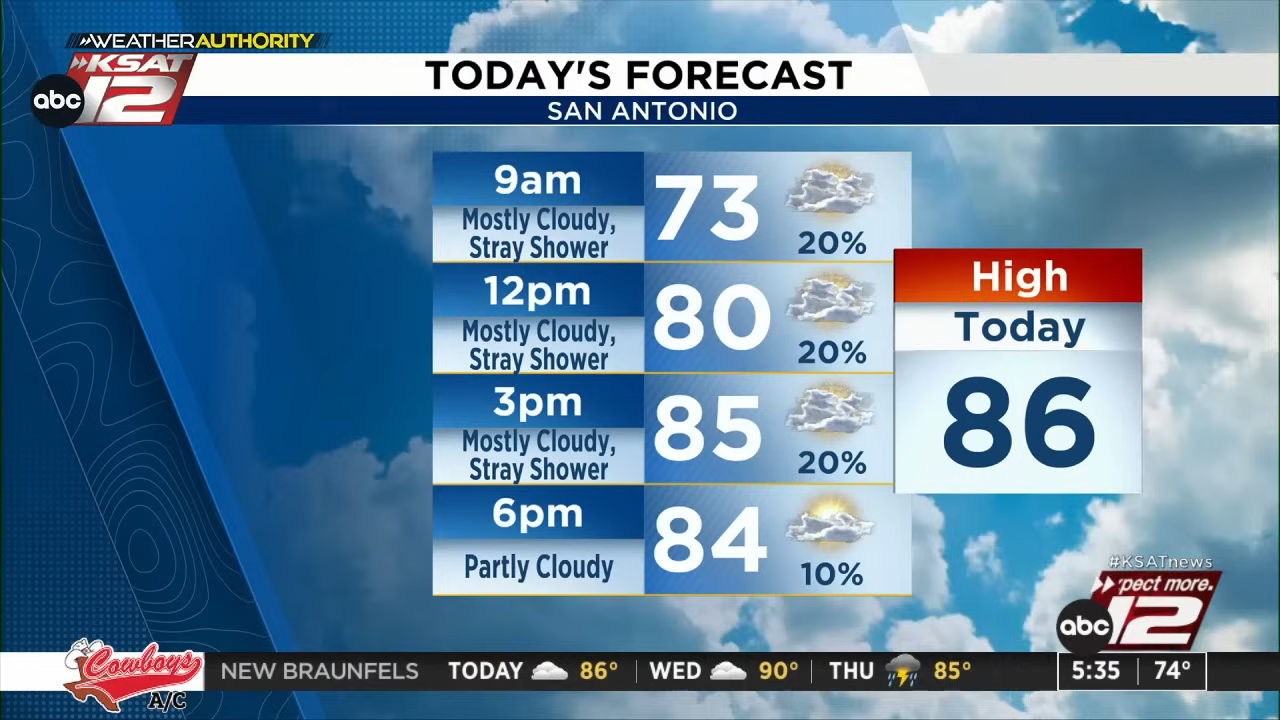 WEATHERAUTHORITY
KSAT
abc
12
TODAY'S FORECAST
SAN ANTONIO
9am
Mostly Cloudy,
Stray Shower
73
20%
12pm
Mostly Cloudy,
Stray Shower
80
20%
3pm
Mostly Cloudy,
Stray Shower
85
20%
6pm
Partly Cloudy
84
10%
High
Today
86
#KSATnews
'pect more.
abc
12
Cowboys
A/C
NEW BRAUNFELS TODAY 86° WED 90° THU 85° 5:35 74°